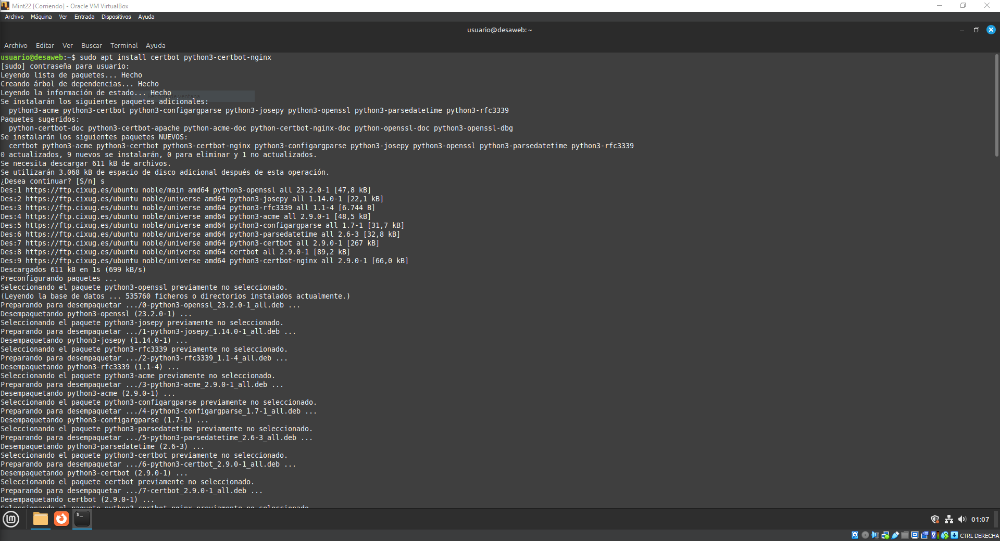 Mint22 [Corriendo] - Oracle VM VirtualBox
Archivo Máquina Ver Entrada Dispositivos Ayuda
usuario@desaweb: ~
Archivo Editar Ver Buscar Terminal Ayuda
usuario@desaweb:~$ sudo apt install certbot python3-certbot-nginx
[sudo] contraseña para usuario:
Leyendo lista de paquetes... Hecho
Creando árbol de dependencias... Hecho
Leyendo la información de estado... Hecho
Se instalarán los siguientes paquetes adicionales:
  python3-acme python3-certbot python3-configargparse python3-josepy python3-openssl python3-parsedatetime python3-rfc3339
Paquetes sugeridos:
  python-certbot-doc python3-certbot-apache python-acme-doc python-certbot-nginx-doc python-openssl-doc python3-openssl-dbg
Se instalarán los siguientes paquetes NUEVOS:
  certbot python3-acme python3-certbot python3-certbot-nginx python3-configargparse python3-josepy python3-openssl python3-parsedatetime python3-rfc3339
0 actualizados, 9 nuevos se instalarán, 0 para eliminar y 1 no actualizados.
Se necesita descargar 611 kB de archivos.
Se utilizarán 3.068 kB de espacio de disco adicional después de esta operación.
¿Desea continuar? [S/n] s
Des:1 https://ftp.cixug.es/ubuntu noble/main amd64 python3-openssl all 23.2.0-1 [47,8 kB]
Des:2 https://ftp.cixug.es/ubuntu noble/universe amd64 python3-josepy all 1.14.0-1 [22,1 kB]
Des:3 https://ftp.cixug.es/ubuntu noble/universe amd64 python3-rfc3339 all 1.1-4 [6.744 B]
Des:4 https://ftp.cixug.es/ubuntu noble/universe amd64 python3-acme all 2.9.0-1 [48,5 kB]
Des:5 https://ftp.cixug.es/ubuntu noble/universe amd64 python3-configargparse all 1.7-1 [31,7 kB]
Des:6 https://ftp.cixug.es/ubuntu noble/universe amd64 python3-parsedatetime all 2.6-3 [32,8 kB]
Des:7 https://ftp.cixug.es/ubuntu noble/universe amd64 python3-certbot all 2.9.0-1 [267 kB]
Des:8 https://ftp.cixug.es/ubuntu noble/universe amd64 certbot all 2.9.0-1 [89,2 kB]
Des:9 https://ftp.cixug.es/ubuntu noble/universe amd64 python3-certbot-nginx all 2.9.0-1 [66,0 kB]
Descargados 611 kB en 1s (699 kB/s)
Preconfigurando paquetes ...
Seleccionando el paquete python3-openssl previamente no seleccionado.
(Leyendo la base de datos ... 535760 ficheros o directorios instalados actualmente.)
Preparando para desempaquetar .../0-python3-openssl_23.2.0-1_all.deb ...
Desempaquetando python3-openssl (23.2.0-1) ...
Seleccionando el paquete python3-josepy previamente no seleccionado.
Preparando para desempaquetar .../1-python3-josepy_1.14.0-1_all.deb ...
Desempaquetando python3-josepy (1.14.0-1) ...
Seleccionando el paquete python3-rfc3339 previamente no seleccionado.
Preparando para desempaquetar .../2-python3-rfc3339_1.1-4_all.deb ...
Desempaquetando python3-rfc3339 (1.1-4) ...
Seleccionando el paquete python3-acme previamente no seleccionado.
Preparando para desempaquetar .../3-python3-acme_2.9.0-1_all.deb ...
Desempaquetando python3-acme (2.9.0-1) ...
Seleccionando el paquete python3-configargparse previamente no seleccionado.
Preparando para desempaquetar .../4-python3-configargparse_1.7-1_all.deb ...
Desempaquetando python3-configargparse (1.7-1) ...
Seleccionando el paquete python3-parsedatetime previamente no seleccionado.
Preparando para desempaquetar .../5-python3-parsedatetime_2.6-3_all.deb ...
Desempaquetando python3-parsedatetime (2.6-3) ...
Seleccionando el paquete python3-certbot previamente no seleccionado.
Preparando para desempaquetar .../6-python3-certbot_2.9.0-1_all.deb ...
Desempaquetando python3-certbot (2.9.0-1) ...
Seleccionando el paquete certbot previamente no seleccionado.
Preparando para desempaquetar .../7-certbot_2.9.0-1_all.deb ...
Desempaquetando certbot (2.9.0-1) ...
Seleccionando el paquete python3-certbot-nginx previamente no seleccionado.
01:07
CTRL DERECHA